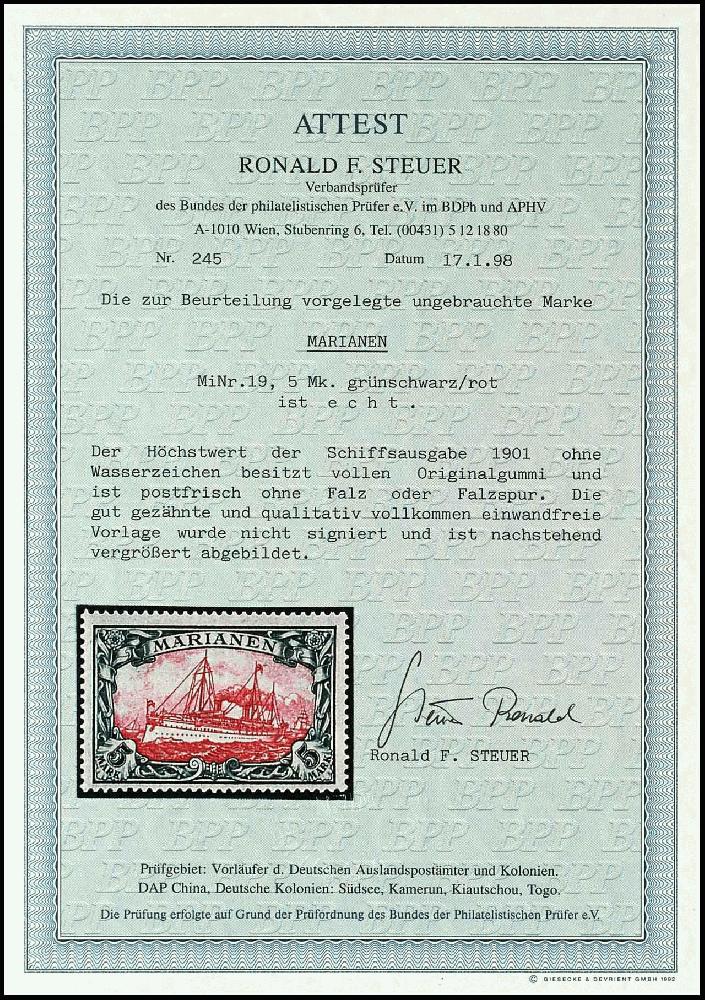 ATTEST
RONALD F. STEUER
Verbandsprüfer
des Bundes der philatelistischen Prüfer e.V. im BDPh und APHV
A-1010 Wien, Stubenring 6, Tel. (00431) 5 12 18 80
Nr. 245 Datum 17.1.98
Die zur Beurteilung vorgelegte ungebrauchte Marke
MARIANEN
MiNr.19, 5 Mk. grünschwarz/rot
ist e c h t .
Der Höchstwert der Schiffsausgabe 1901 ohne
Wasserzeichen besitzt vollen Originalgummi und
ist postfrisch ohne Falz oder Falzspur. Die
gut gezähnte und qualitativ vollkommen einwandfreie
Vorlage wurde nicht signiert und ist nachstehend
vergrößert abgebildet.
MARIANEN
5 MARK 5 MARK
Steuer Ronald
Ronald F. STEUER
Prüfgebiet: Vorläufer d. Deutschen Auslandspostämter und Kolonien.
DAP China, Deutsche Kolonien: Südsee, Kamerun, Kiautschou, Togo.
Die Prüfung erfolgte auf Grund der Prüfordnung des Bundes der Philatelistischen Prüfer e.V.
© GIESECKE & DEVRIENT GMBH 1992